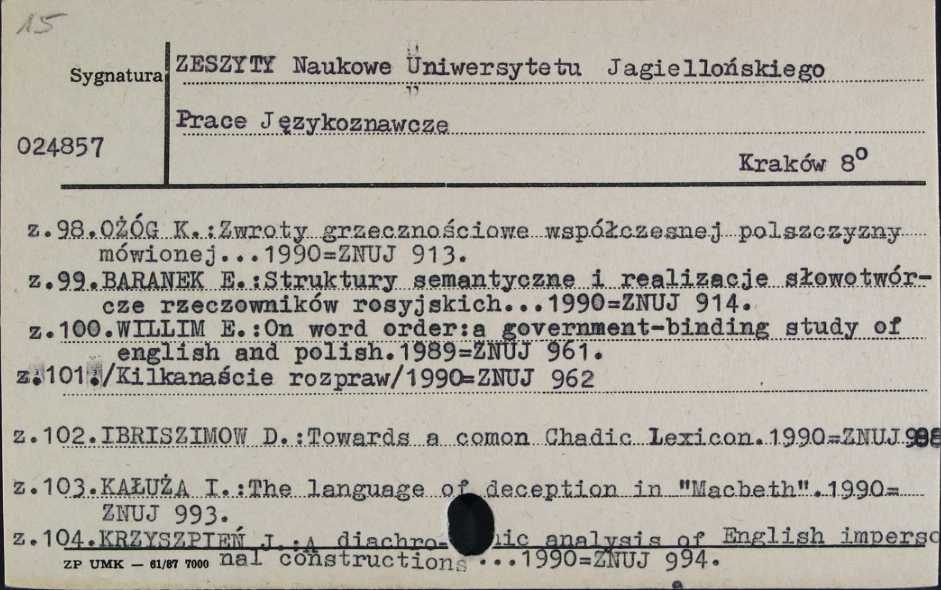 15
Sygnatura
ZESZYTY Naukowe Uniwersytetu Jagiellońskiego
Prace Językoznawcze
024857
Kraków 8º
z.98.OŻÓG K.:Zwroty grzecznościowe współczesnej polszczyzny
mówionej...1990=ZNUJ 913.
z.99.BARANEK E.:Struktury semantyczne i realizacje słowotwór-
cze rzeczowników rosyjskich...1990=ZNUJ 914.
z.100.WILLIM E.:On word order:a government-binding study of
english and polish.1989=ZNUJ 961.
z.101./Kilkanaście rozpraw/1990=ZNUJ 962
z.102.IBRISZIMOW D.:Towards a comon Chadic Lexicon.1990=ZNUJ
z.103.KAŁUŻA I.:The language of deception in "Macbeth".1990=
ZNUJ 993.
z.104.KRZYSZPIEŃ J.:A diachro- nic analysis of English imperso
nal constructions ...1990=ZNUJ 994.
ZP UMK — 61/87 7000